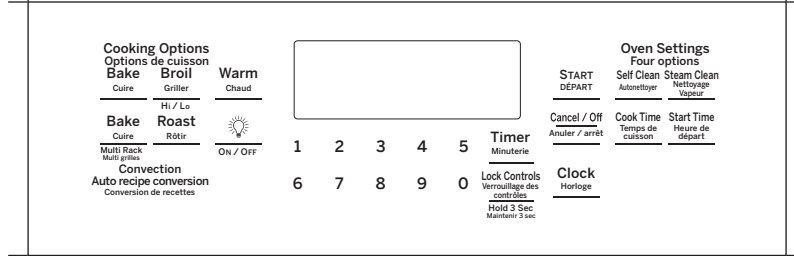 Cooking Options
Options de cuisson
Bake
Cuire
Broil
Griller
Hi / Lo
Warm
Chaud
Bake
Cuire
Multi Rack
Multi grilles
Roast
Rôtir
ON / OFF
Convection
Auto recipe conversion
Conversion de recettes
1 2 3 4 5
6 7 8 9 0
Timer
Minuterie
Lock Controls
Verrouillage des
contrôles
Hold 3 Sec
Maintenir 3 sec
START
DÉPART
Cancel / Off
Anuler / arrêt
Clock
Horloge
Oven Settings
Four options
Self Clean
Autonettoyer
Steam Clean
Nettoyage
Vapeur
Cook Time
Temps de
cuisson
Start Time
Heure de
départ